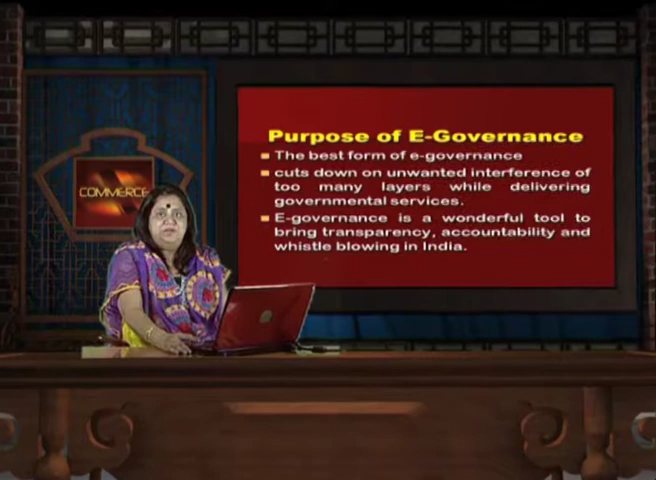 COMMERCE
Purpose of E-Governance
The best form of e-governance
cuts down on unwanted interference of
too many layers while delivering
governmental services.
E-governance is a wonderful tool to
bring transparency, accountability and
whistle blowing in India.